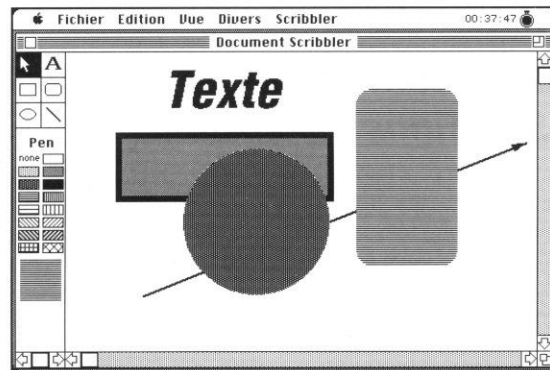 Fichier Edition Vue Divers Scribbler 00:37:47
Document Scribbler
A
Texte
Pen
none